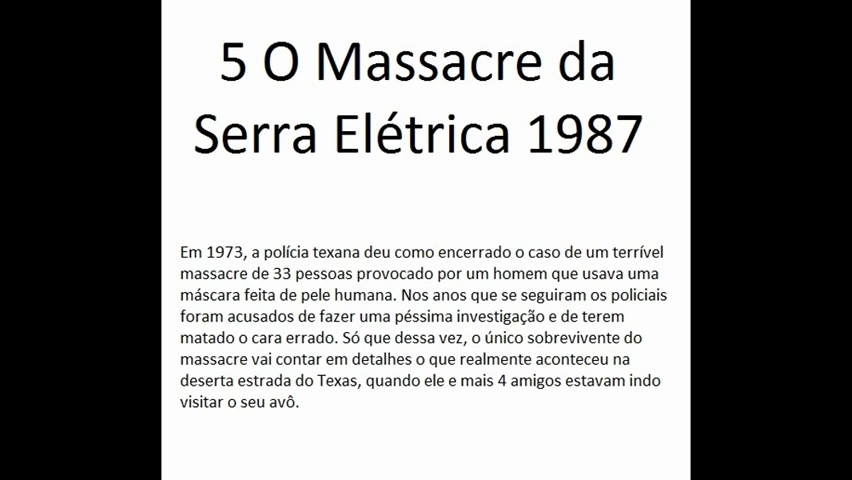 5 O Massacre da
Serra Elétrica 1987
Em 1973, a polícia texana deu como encerrado o caso de um terrível
massacre de 33 pessoas provocado por um homem que usava uma
máscara feita de pele humana. Nos anos que se seguiram os policiais
foram acusados de fazer uma péssima investigação e de terem
matado o cara errado. Só que dessa vez, o único sobrevivente do
massacre vai contar em detalhes o que realmente aconteceu na
deserta estrada do Texas, quando ele e mais 4 amigos estavam indo
visitar o seu avô.